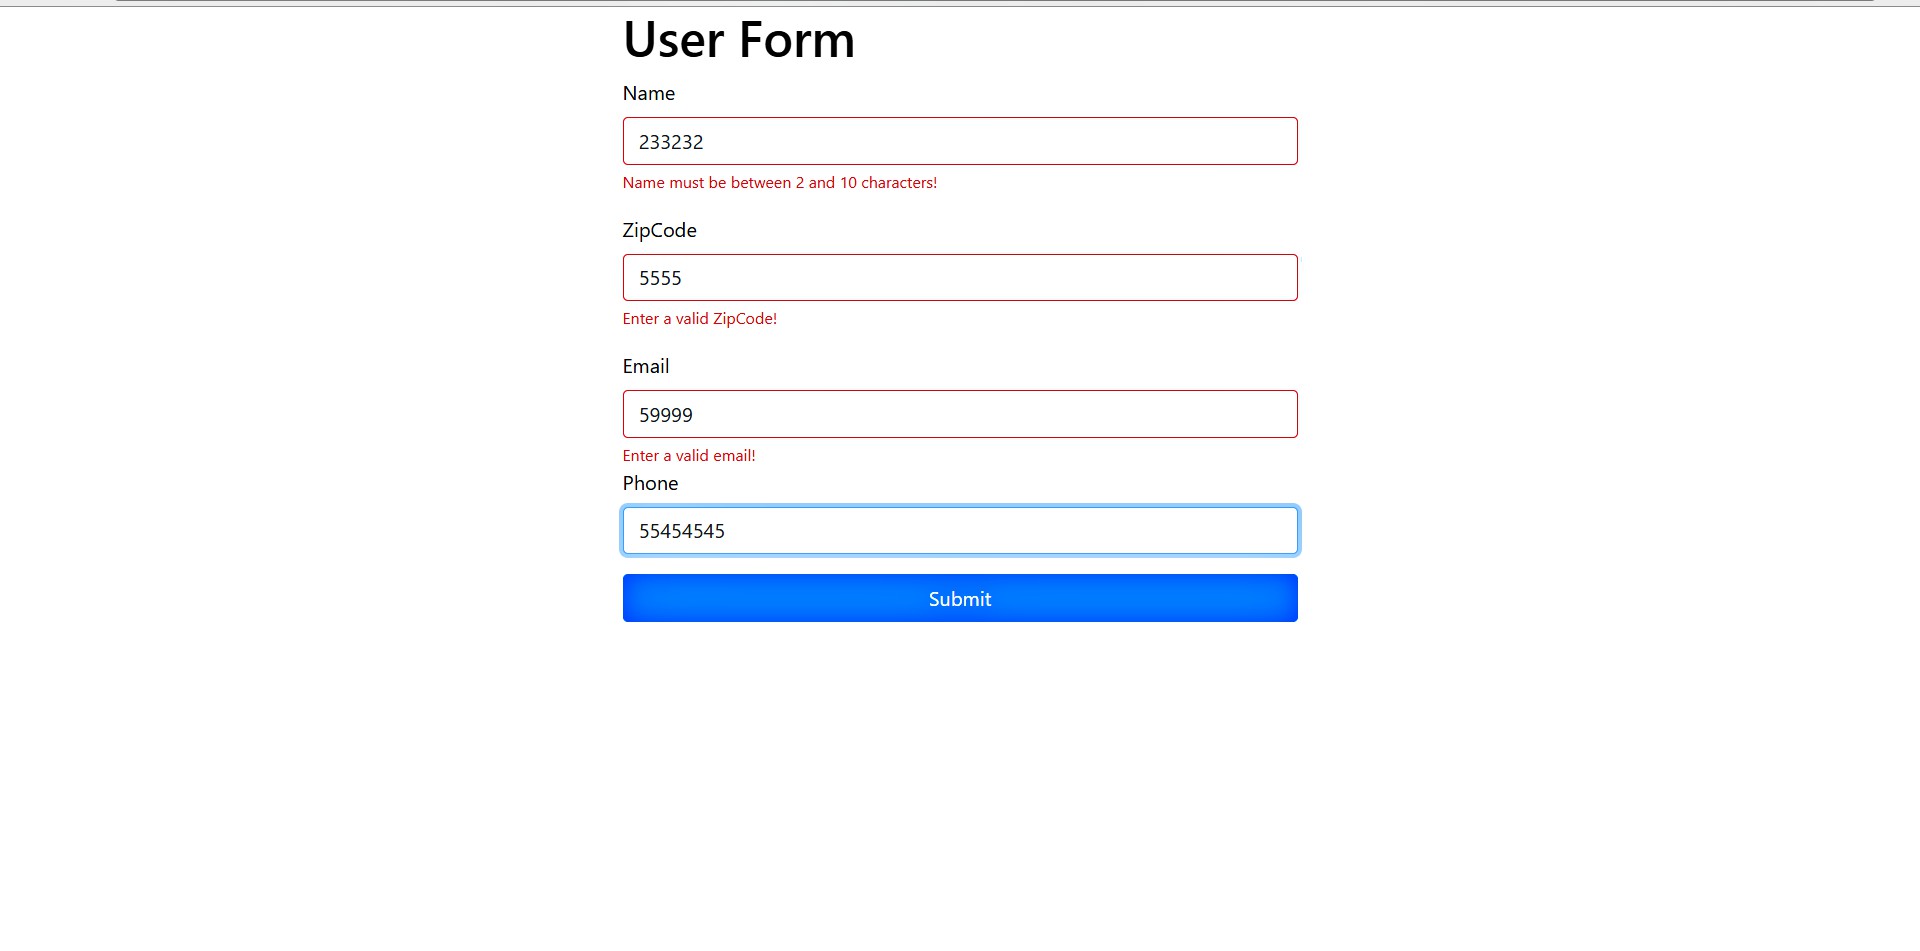 User Form
Name
233232
Name must be between 2 and 10 characters!
ZipCode
5555
Enter a valid ZipCode!
Email
59999
Enter a valid email!
Phone
55454545
Submit